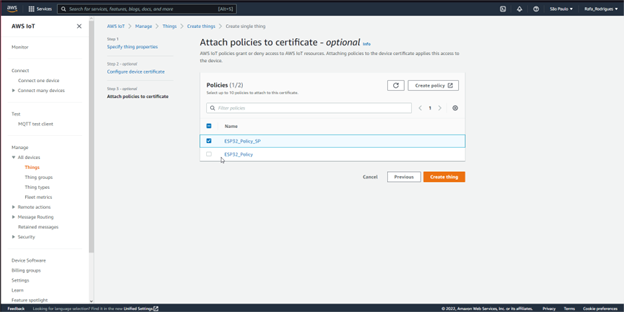 aws Services Search for services, features, blogs, docs, and more [Alt+S] São Paulo Rafa_Rodrigues
AWS IoT
Monitor
Connect
Connect one device
Connect many devices
Test
MQTT test client
Manage
All devices
Things
Thing groups
Thing types
Fleet metrics
Remote actions
Message Routing
Retained messages
Security
Device Software
Billing groups
Settings
Learn
Feature spotlight
AWS IoT > Manage > Things > Create things > Create single thing
Step 1
Specify thing properties
Step 2 - optional
Configure device certificate
Step 3 - optional
Attach policies to certificate
Attach policies to certificate - optional Info
AWS IoT policies grant or deny access to AWS IoT resources. Attaching policies to the device certificate applies this access to
the device.
Policies (1/2)
Select up to 10 policies to attach to this certificate.
Create policy
Filter policies
1
Name
ESP32_Policy_SP
ESP32_Policy
Cancel Previous Create thing
Feedback Looking for language selection? Find it in the new Unified Settings © 2022, Amazon Web Services, Inc. or its affiliates. Privacy Terms Cookie preferences